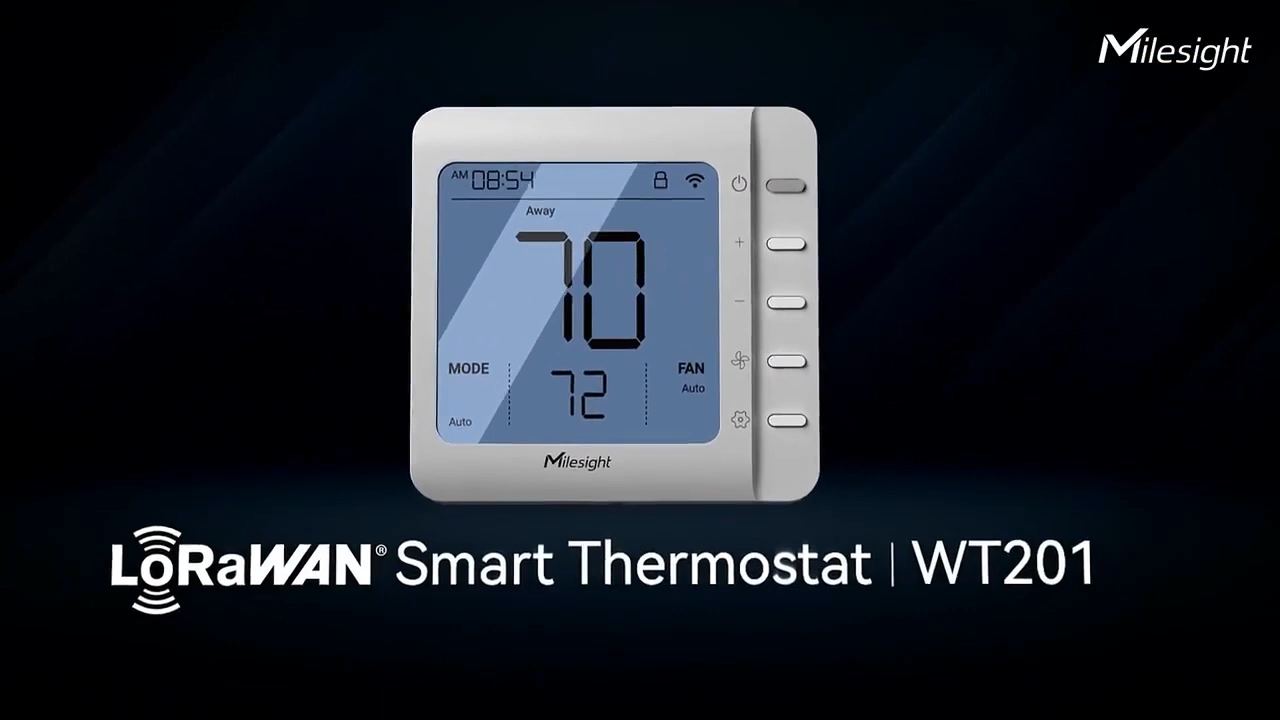 Milesight
AM 08:54
Away
70
MODE
72
FAN
Auto
Auto
Milesight
LoRaWAN® Smart Thermostat | WT201